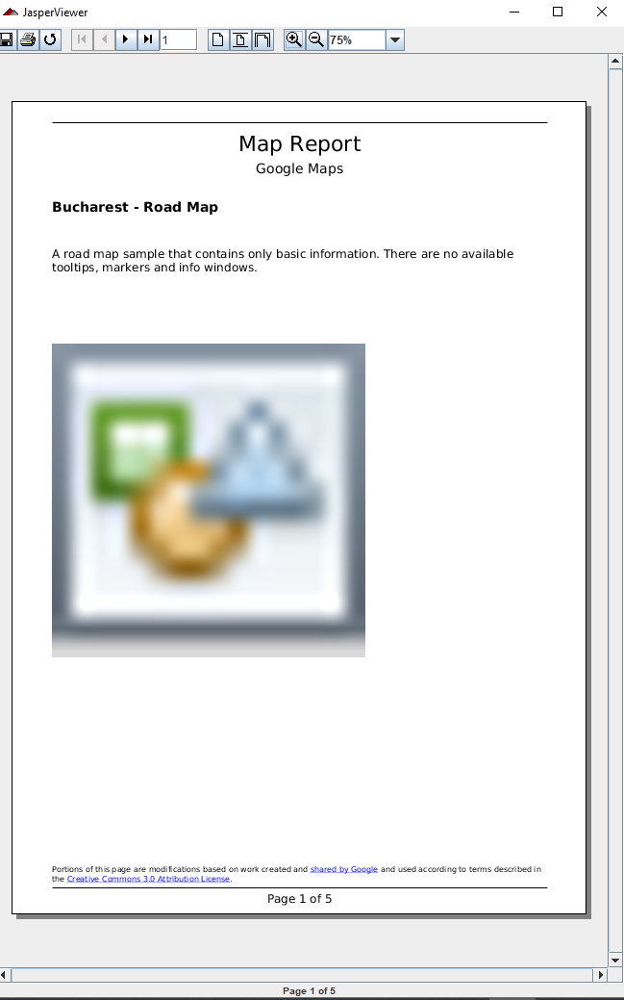 JasperViewer
1
75%
Map Report
Google Maps
Bucharest - Road Map
A road map sample that contains only basic information. There are no available
tooltips, markers and info windows.
Portions of this page are modifications based on work created and shared by Google and used according to terms described in
the Creative Commons 3.0 Attribution License.
Page 1 of 5
Page 1 of 5